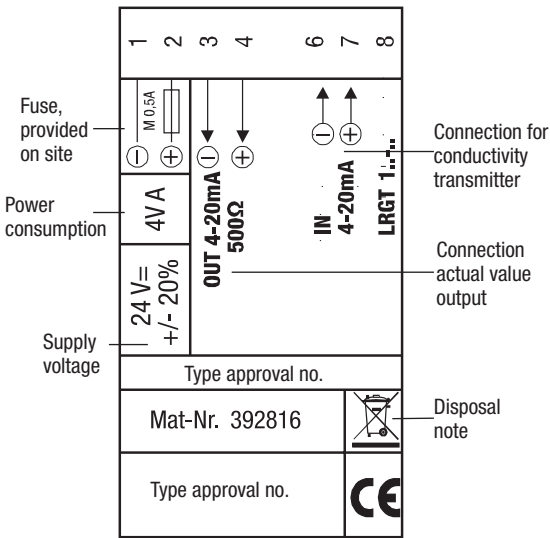 1 2 3 4 6 7 8
Fuse,
provided
on site
M 0,5A
Power
consumption
4VA
Supply
voltage
24 V=
+/- 20%
OUT 4-20mA
500Ω
IN
4-20mA
LRGT 1..-..
Connection for
conductivity
transmitter
Connection
actual value
output
Type approval no.
Mat-Nr. 392816
Disposal
note
Type approval no.
CE